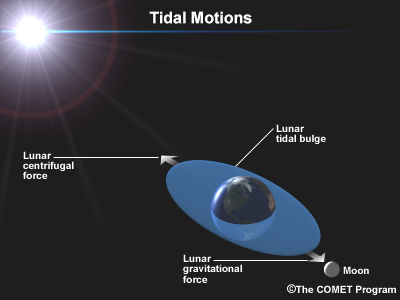 Tidal Motions
Lunar
tidal bulge
Lunar
centrifugal
force
Lunar
gravitational
force
Moon
©The COMET Program